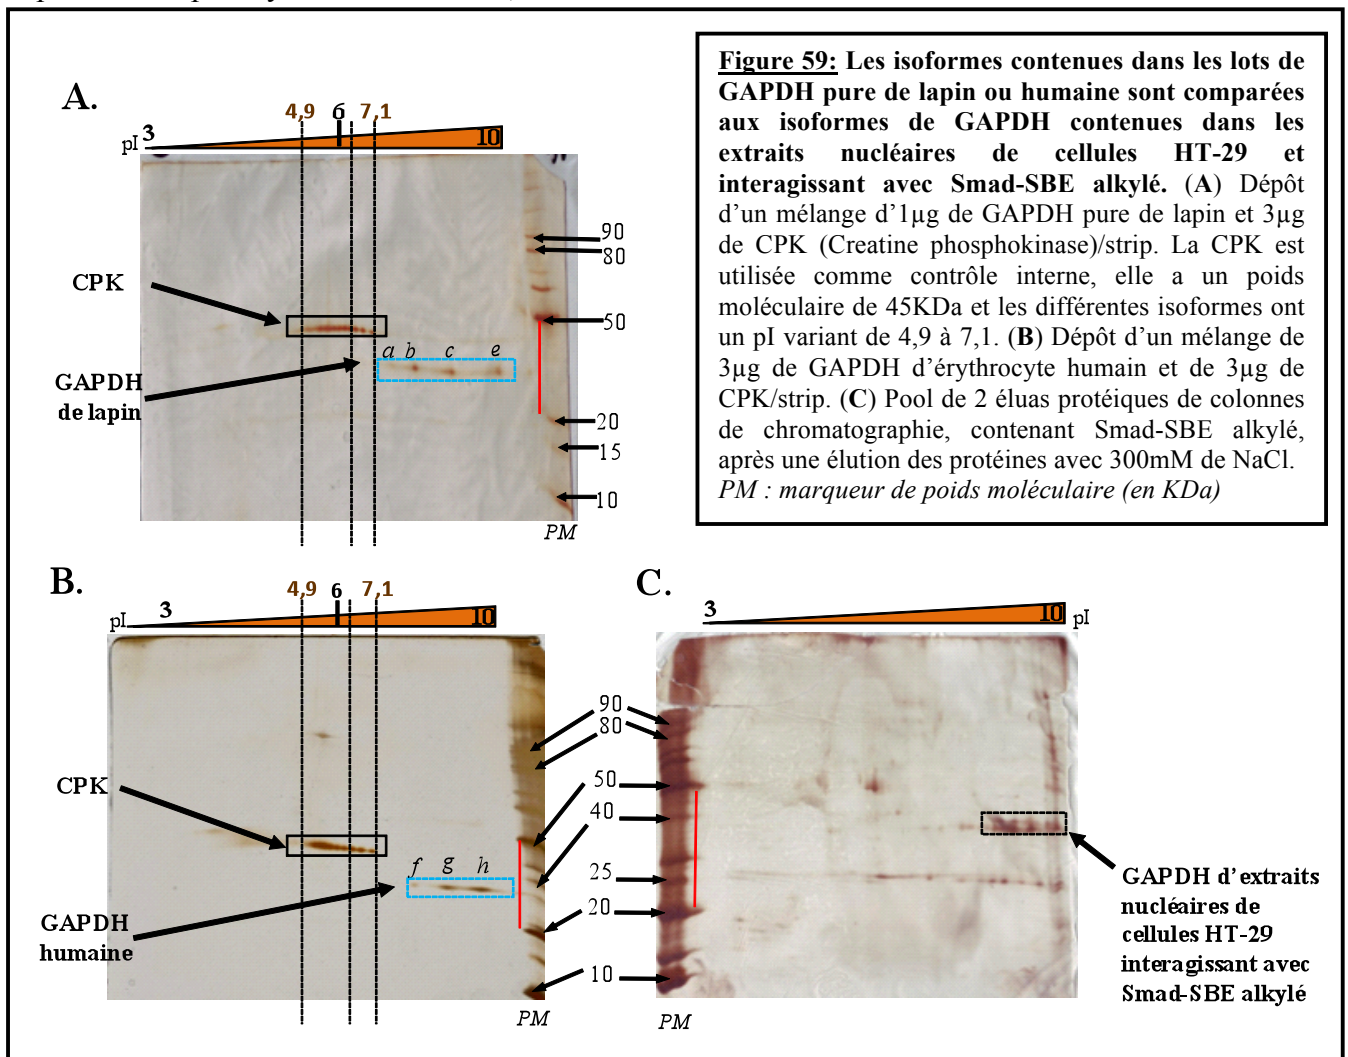 A.
4,9 6 7,1
pI 3 10
CPK
GAPDH
de lapin
a b c e
90
80
50
20
15
10
PM
Figure 59: Les isoformes contenues dans les lots de
GAPDH pure de lapin ou humaine sont comparées
aux isoformes de GAPDH contenues dans les
extraits nucléaires de cellules HT-29 et
interagissant avec Smad-SBE alkylé. (A) Dépôt
d'un mélange d'1µg de GAPDH pure de lapin et 3µg
de CPK (Creatine phosphokinase)/strip. La CPK est
utilisée comme contrôle interne, elle a un poids
moléculaire de 45KDa et les différentes isoformes ont
un pI variant de 4,9 à 7,1. (B) Dépôt d'un mélange de
3µg de GAPDH d'érythrocyte humain et de 3µg de
CPK/strip. (C) Pool de 2 éluas protéiques de colonnes
de chromatographie, contenant Smad-SBE alkylé,
après une élution des protéines avec 300mM de NaCl.
PM : marqueur de poids moléculaire (en KDa)
B.
4,9 6 7,1
pI 3 10
CPK
GAPDH
humaine
f g h
PM
90
80
50
40
25
20
10
C.
3 10 pI
PM
GAPDH d'extraits
nucléaires de
cellules HT-29
interagissant avec
Smad-SBE alkylé